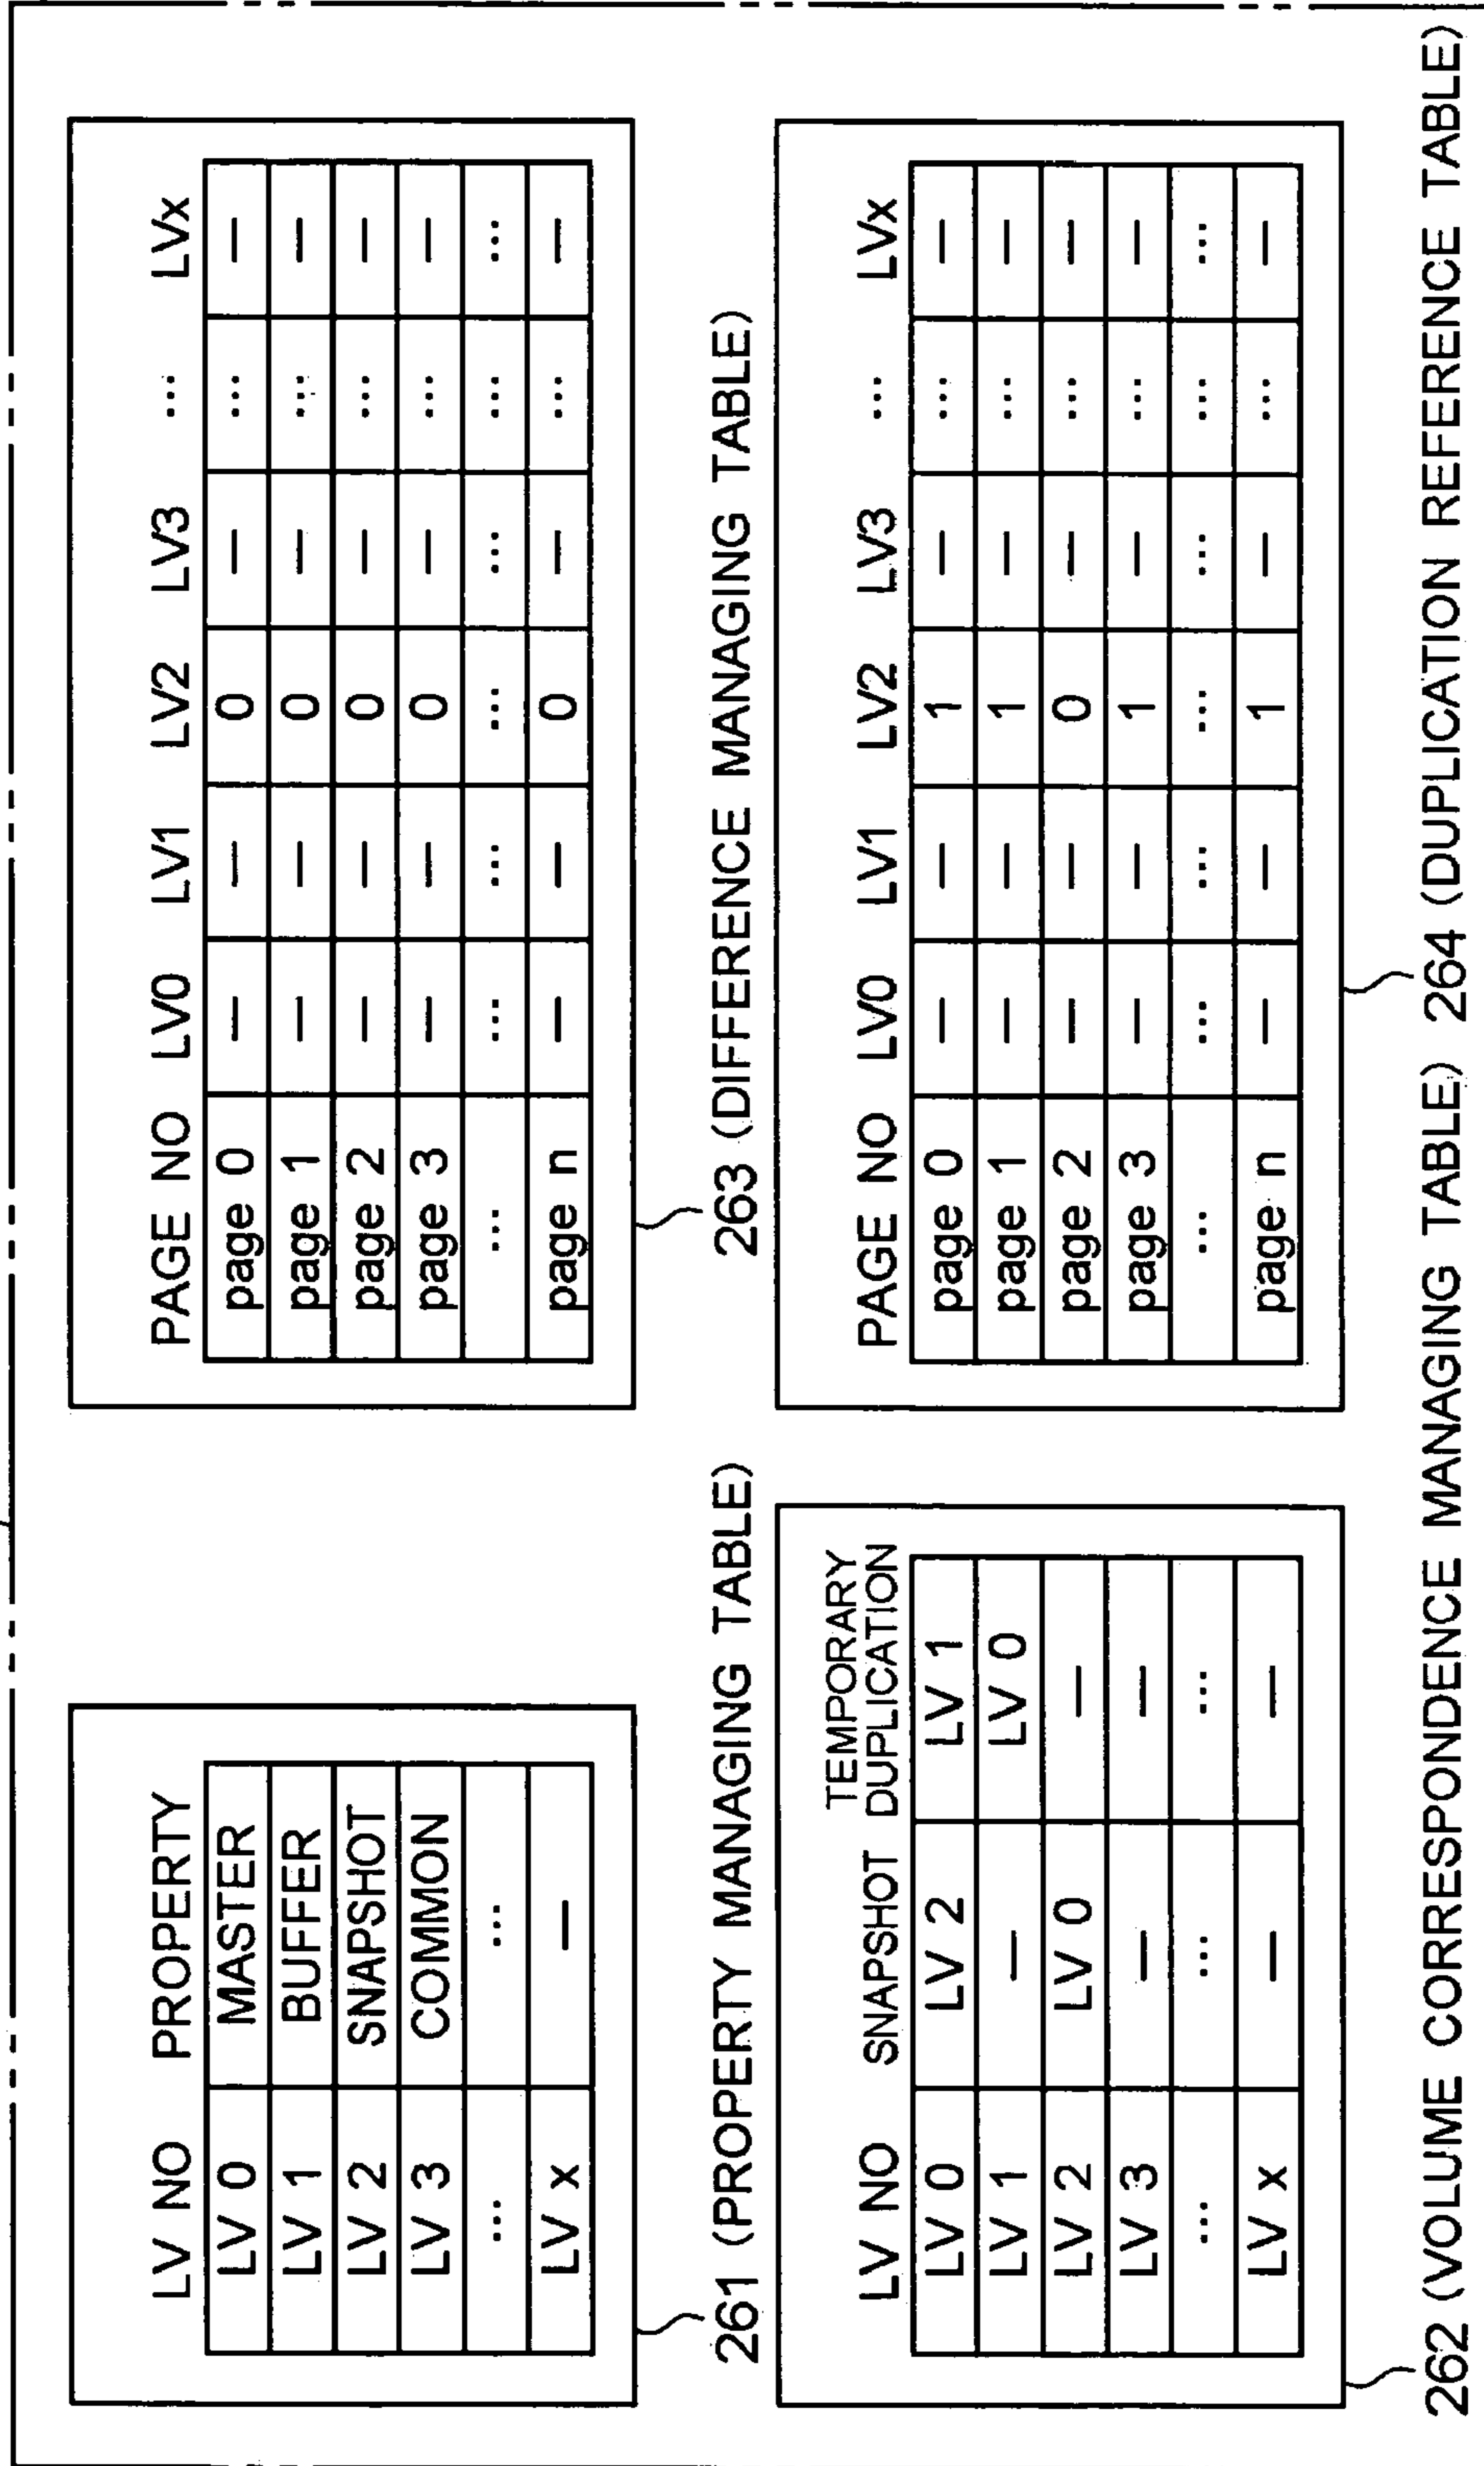 LV NO PROPERTY
LV 0 MASTER
LV 1 BUFFER
LV 2 SNAPSHOT
LV 3 COMMON
... ...
LV x —
261 (PROPERTY MANAGING TABLE)
PAGE NO LV0 LV1 LV2 LV3 ... LVx
page 0 — — 0 — ... —
page 1 — — 0 — ... —
page 2 — — 0 — ... —
page 3 — — 0 — ... —
... ... ... ... ... ... ...
page n — — 0 — ... —
263 (DIFFERENCE MANAGING TABLE)
TEMPORARY
LV NO SNAPSHOT DUPLICATION
LV 0 LV 2 LV 1
LV 1 — LV 0
LV 2 LV 0 —
LV 3 — —
... ... ...
LV x — —
262 (VOLUME CORRESPONDENCE MANAGING TABLE)
PAGE NO LV0 LV1 LV2 LV3 ... LVx
page 0 — — 1 — ... —
page 1 — — 1 — ... —
page 2 — — 0 — ... —
page 3 — — 1 — ... —
... ... ... ... ... ... ...
page n — — 1 — ... —
264 (DUPLICATION REFERENCE TABLE)